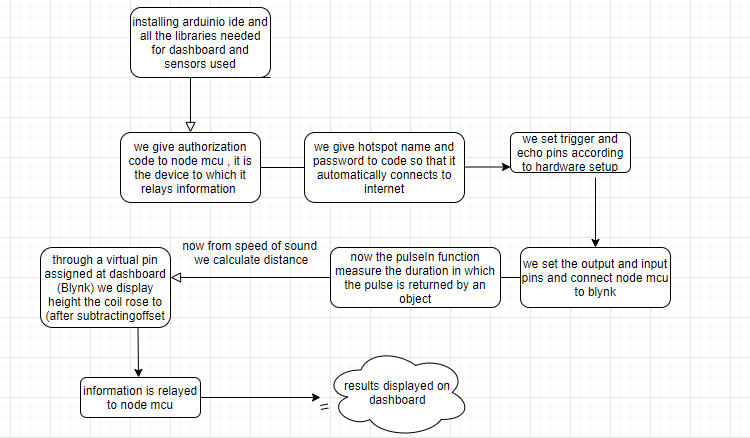 installing arduinio ide and
all the libraries needed
for dashboard and
sensors used
we give authorization
code to node mcu , it is
the device to which it
relays information
we give hotspot name and
password to code so that it
automatically connects to
internet
we set trigger and
echo pins according
to hardware setup
we set the output and input
pins and connect node mcu
to blynk
now the pulseIn function
measure the duration in which
the pulse is returned by an
object
now from speed of sound
we calculate distance
through a virtual pin
assigned at dashboard
(Blynk) we display
height the coil rose to
(after subtractingoffset
information is relayed
to node mcu
results displayed on
dashboard